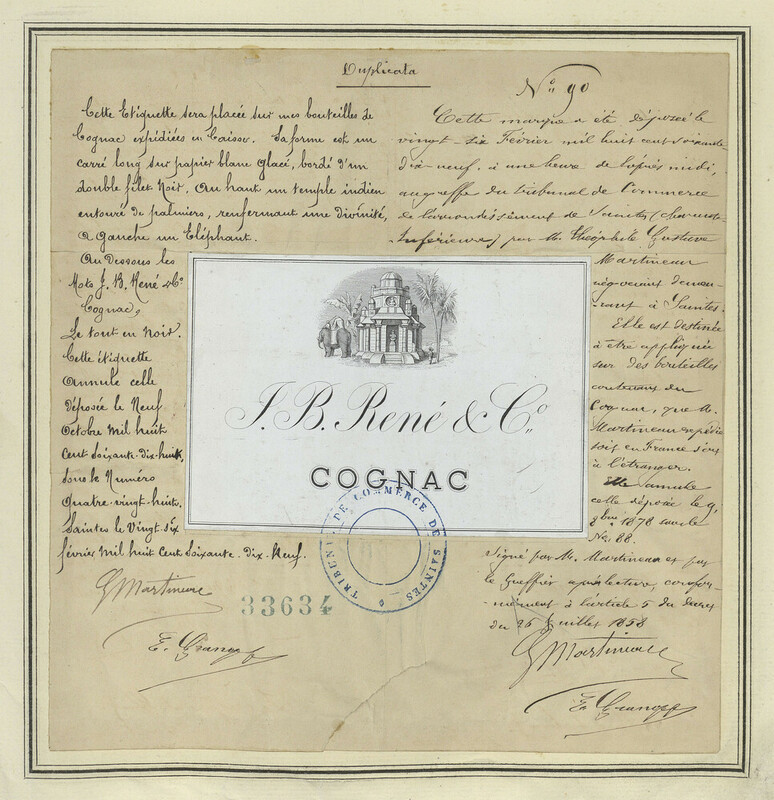 Duplicata
Cette Etiquette sera placée sur mes bouteilles de
Cognac expédiées en Caisses. Sa forme est un
carré long sur papier blanc Glacé, bordé d'un
double filet Noir. Au haut un temple indien
entouré de palmiers, renfermant une divinité,
à Gauche un Eléphant.
Au Dessous les
Mots J. B. René & Co
Cognac,
Le tout en Noir.
Cette étiquette
Annule celle
déposée le Neuf
Octobre Mil huit
Cent Soixante-dix-huit,
sous le Numéro
Quatre-vingt-huit.
Saintes le Vingt six
février Mil huit Cent Soixante-Dix-Neuf.
G Martineau
E. Grange
33634
No 90
Cette marque a été déposée le
vingt-six Février mil huit cent soixante
dix-neuf, à une heure de l'après midi,
au greffe du tribunal de Commerce
de l'arrondissement de Saintes (charente
Inférieure) par M. Théophile Gustave
Martineau
négociant demeu-
rant à Saintes.
Elle est destinée
à être appliquée
sur des bouteilles
contenant du
Cognac, que M.
Martineau expédie
soit en France soit
à l'étranger.
Elle annule
celle déposée le 9
8bre 1878 sous le
No. 88.
Signé par M. Martineau et par
le Greffier après lecture, confor-
-mément à l'article 5 du décret
du 26 Juillet 1858
G Martineau
E. Grange
J. B. René & Co.
COGNAC
TRIBUNAL DE COMMERCE DE SAINTES